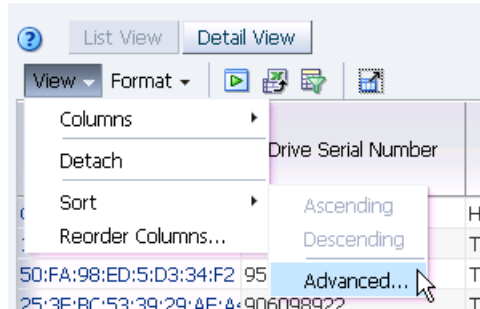 List View Detail View
View Format
Columns
Detach
Drive Serial Number
Sort
Ascending
Reorder Columns...
Descending
50:FA:98:ED:5:D3:34:F2 95
Advanced...